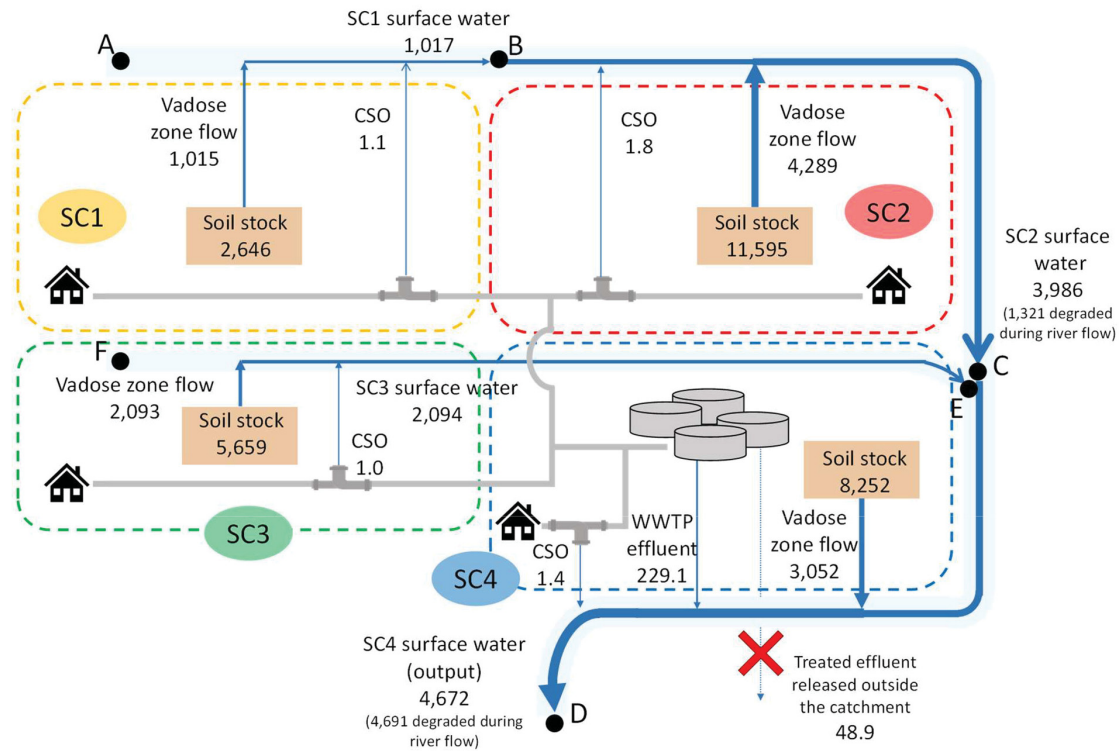 A
SC1 surface water
1,017
B
Vadose
zone flow
1,015
CSO
1.1
CSO
1.8
Vadose
zone flow
4,289
SC1
Soil stock
2,646
Soil stock
11,595
SC2
SC2 surface
water
3,986
(1,321 degraded
during river flow)
F
Vadose zone flow
2,093
SC3 surface water
2,094
C
E
Soil stock
5,659
CSO
1.0
Soil stock
8,252
SC3
SC4
CSO
1.4
WWTP
effluent
229.1
Vadose
zone flow
3,052
SC4 surface water
(output)
4,672
(4,691 degraded during
river flow)
D
Treated effluent
released outside
the catchment
48.9